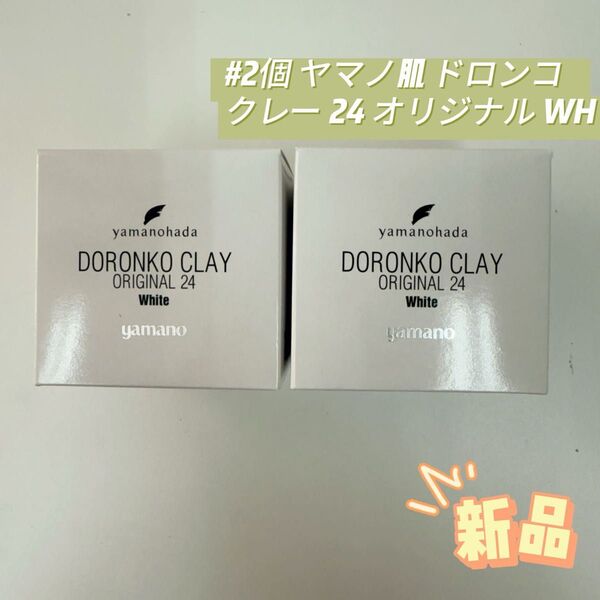 #2個 ヤマノ肌 ドロンコ
クレー 24 オリジナル WH
yamanohada
DORONKO CLAY
ORIGINAL 24
White
yamano
yamanohada
DORONKO CLAY
ORIGINAL 24
White
yamano
新品